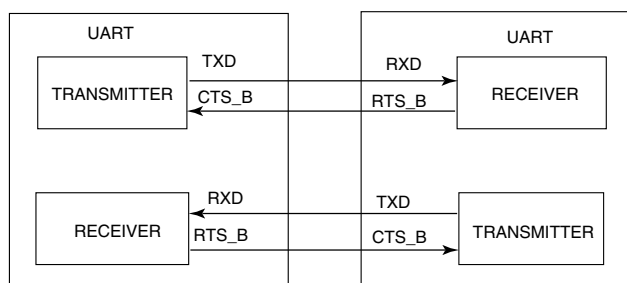 UART
UART
TXD
RXD
TRANSMITTER
CTS_B
RTS_B
RECEIVER
RXD
TXD
RECEIVER
RTS_B
CTS_B
TRANSMITTER